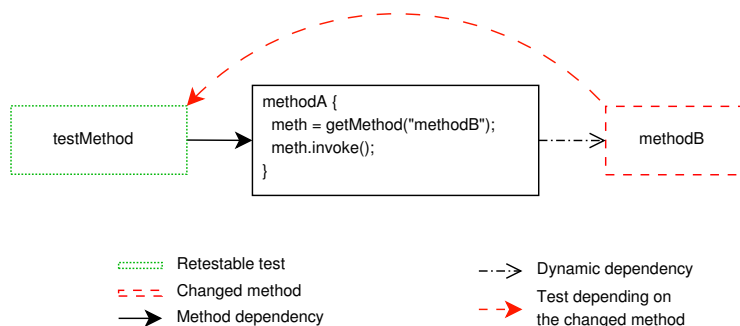 testMethod
methodA {
meth = getMethod("methodB");
meth.invoke();
}
methodB
Retestable test
Changed method
Method dependency
Dynamic dependency
Test depending on
the changed method